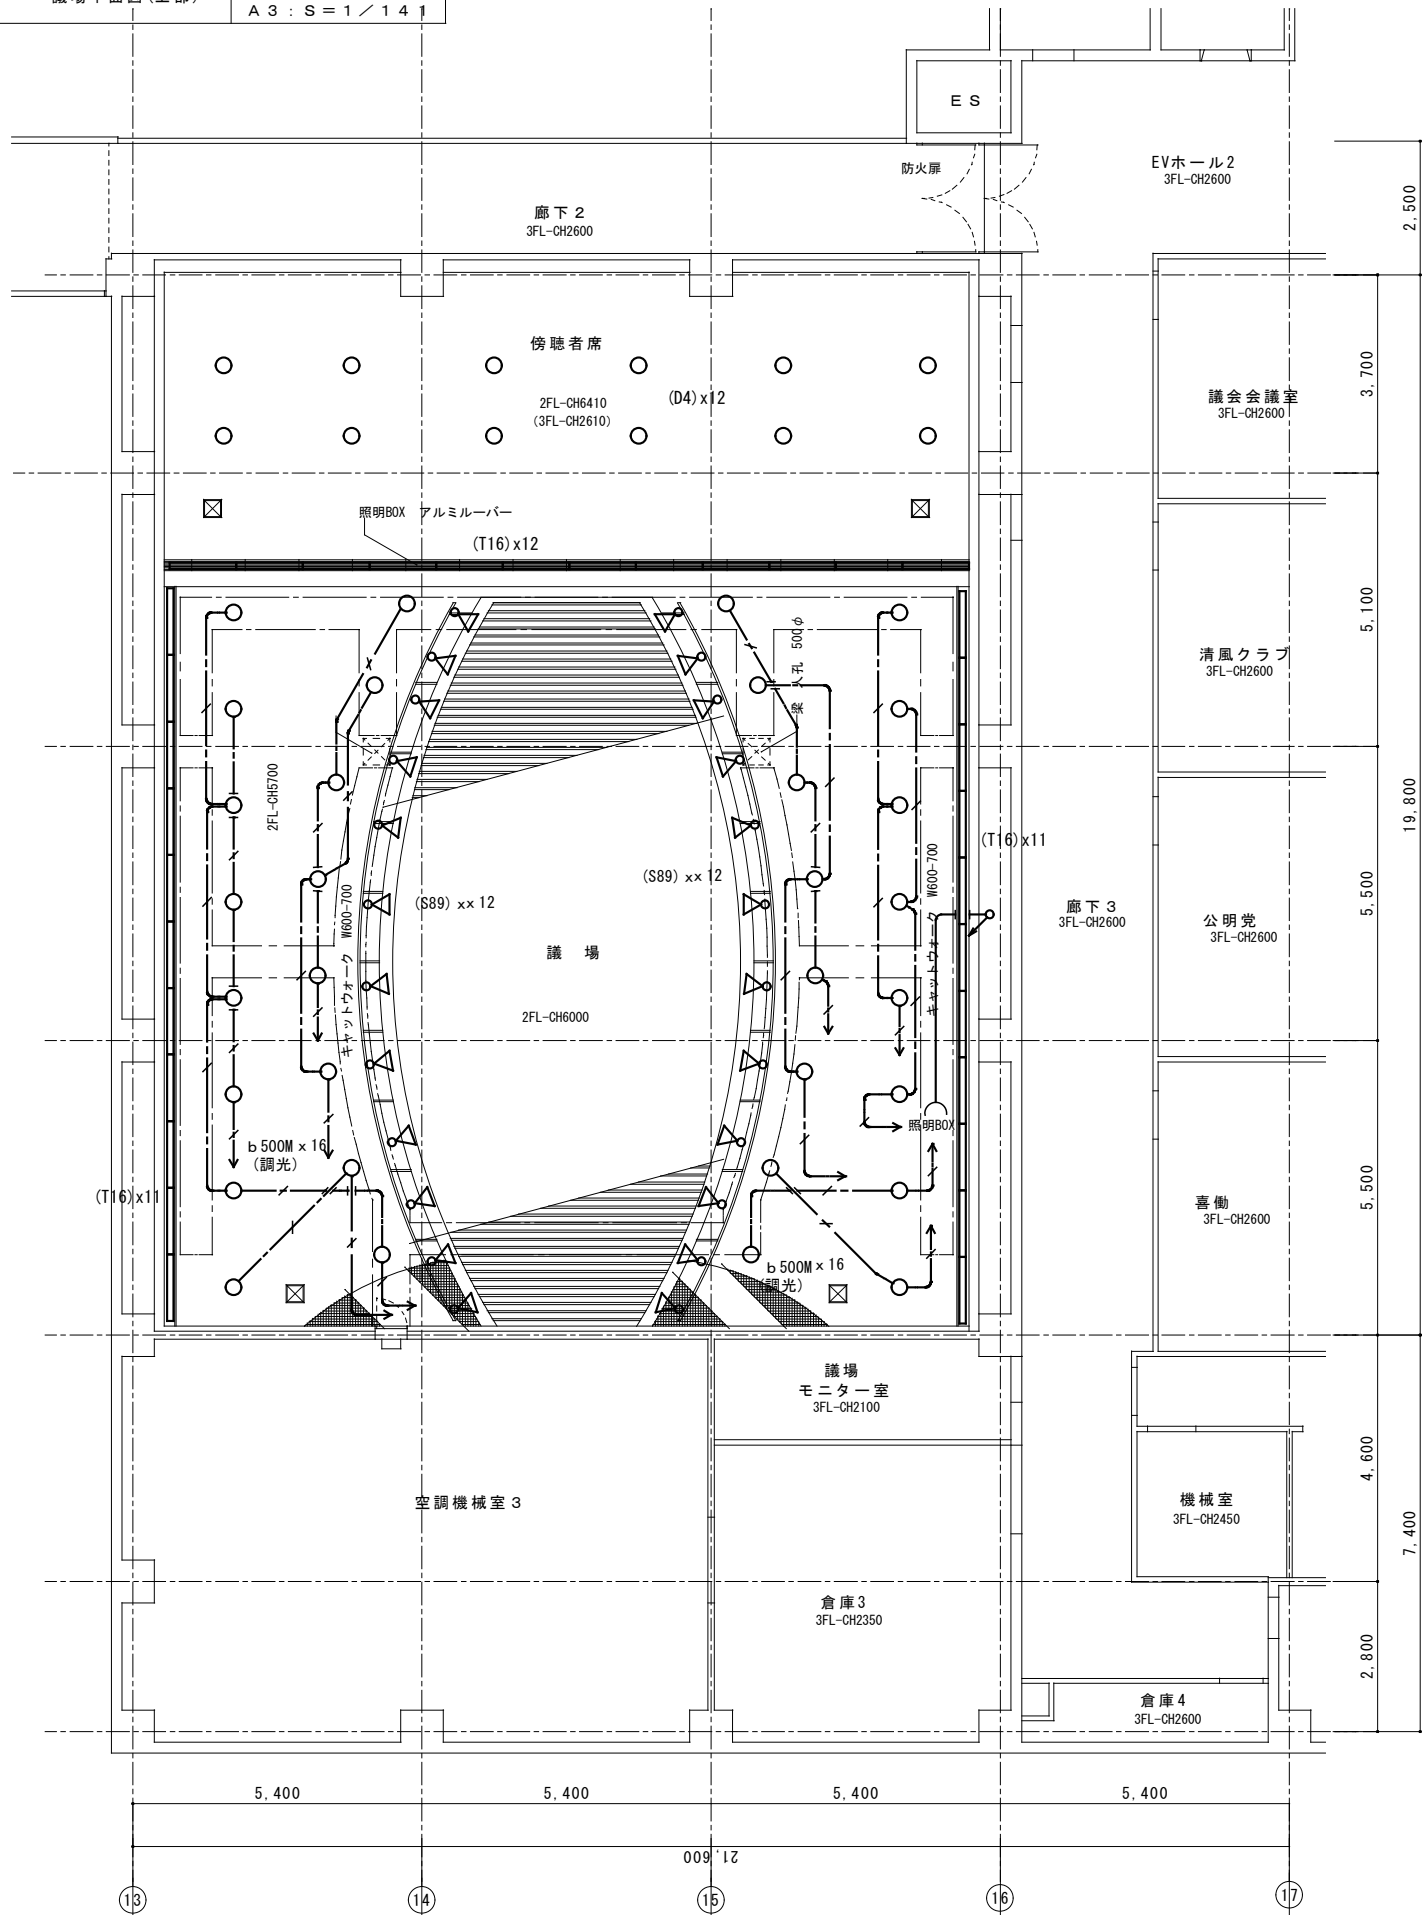 A3:S=1/141
ES
防火扉
EVホール2
3FL-CH2600
廊下2
3FL-CH2600
2,500
傍聴者席
2FL-CH6410
(3FL-CH2610)
(D4)x12
議会会議室
3FL-CH2600
3,700
照明BOX アルミルーバー
(T16)x12
5,100
清風クラブ
3FL-CH2600
人孔 500φ
2FL-CH5700
19,800
(T16)x11
キャットウォーク W600-700
キャットウォーク W600-700
(S89) xx 12
(S89) xx 12
廊下3
3FL-CH2600
公明党
3FL-CH2600
5,500
議 場
2FL-CH6000
照明BOX
b500M×16
(調光)
(T16)x11
喜働
3FL-CH2600
5,500
b500M×16
(調光)
議場
モニター室
3FL-CH2100
空調機械室3
機械室
3FL-CH2450
4,600
7,400
倉庫3
3FL-CH2350
2,800
倉庫4
3FL-CH2600
5,400
5,400
5,400
5,400
21,600
13
14
15
16
17